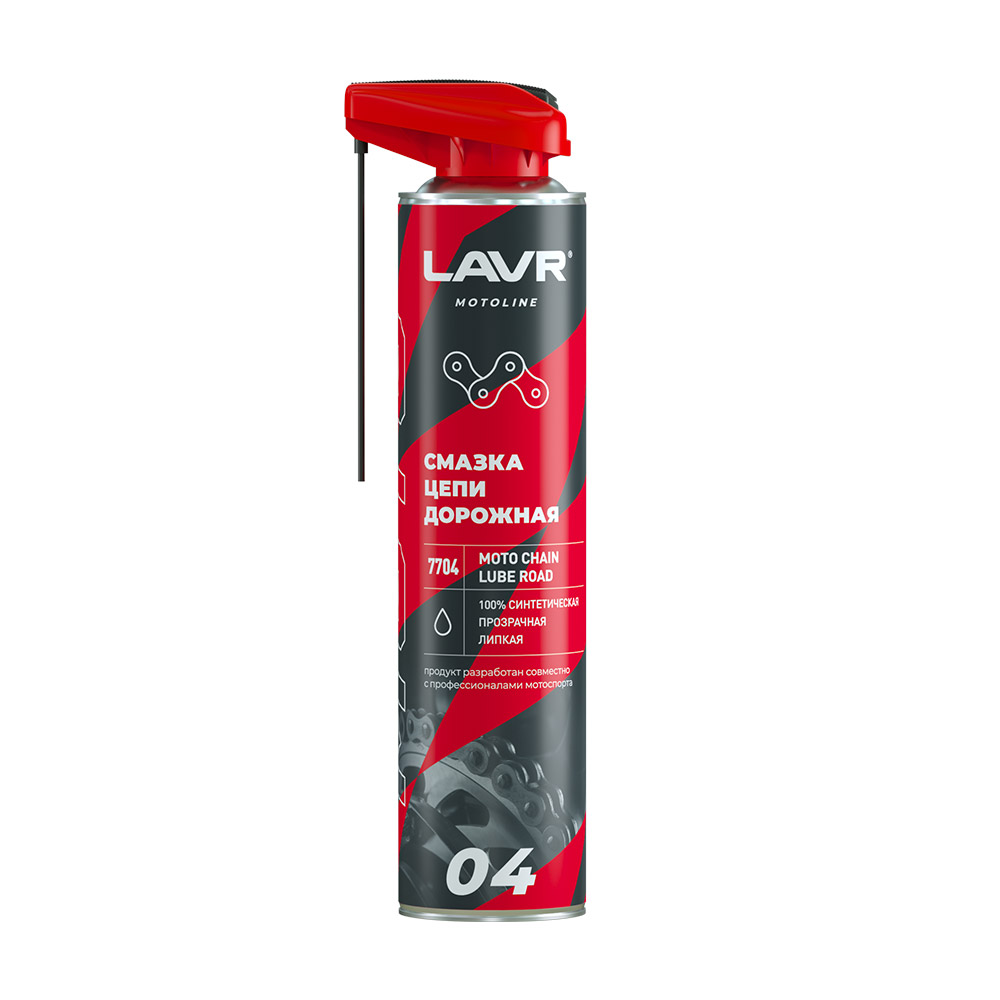 LAVR®
MOTOLINE
СМАЗКА
ЦЕПИ
ДОРОЖНАЯ
7704
MOTO CHAIN
LUBE ROAD
100% СИНТЕТИЧЕСКАЯ
ПРОЗРАЧНАЯ
ЛИПКАЯ
продукт разработан совместно
с профессионалами мотоспорта
04